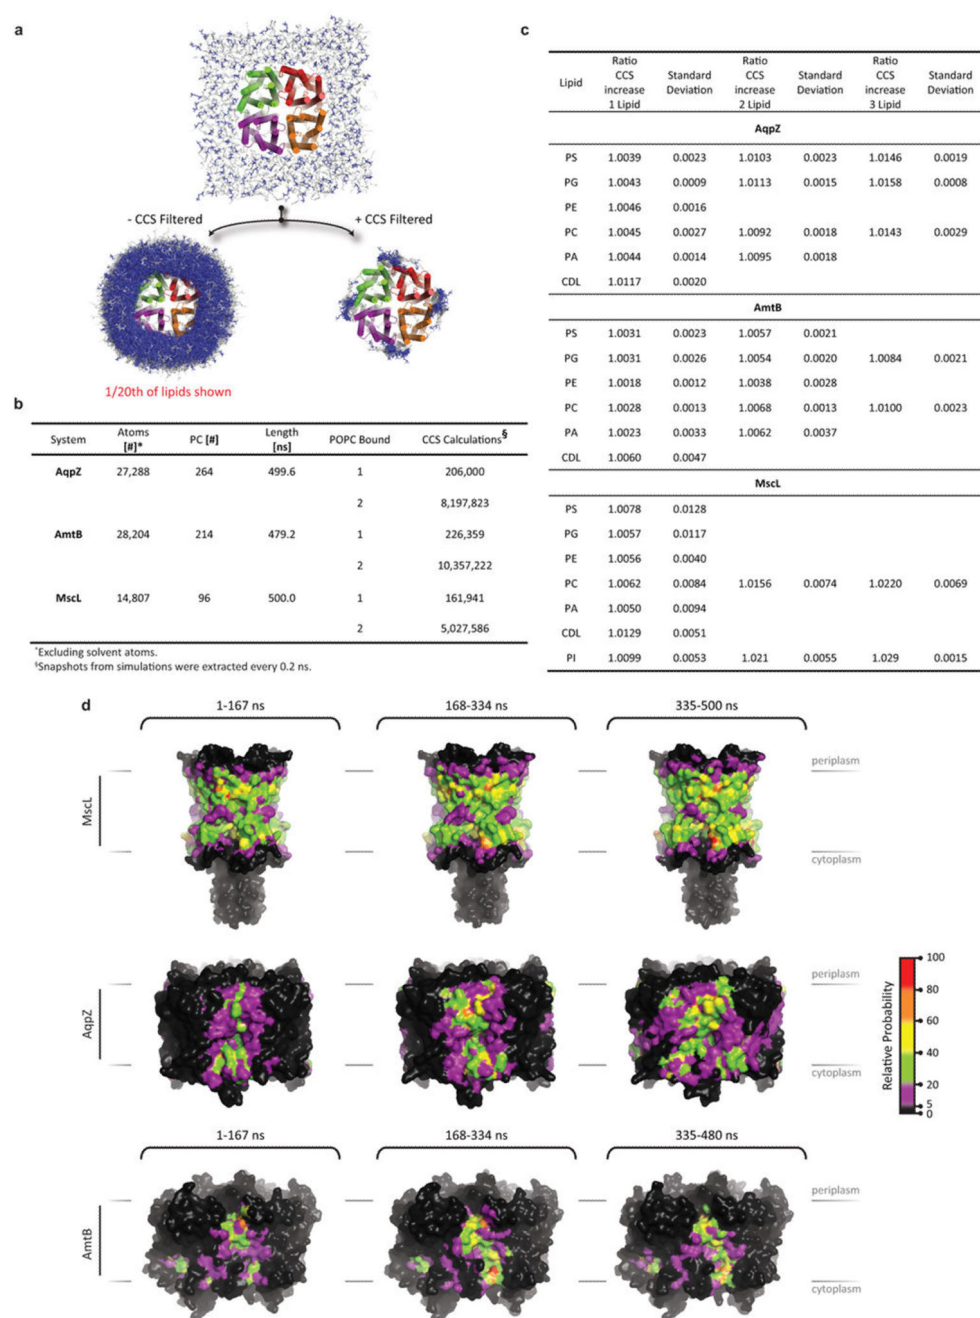 a
- CCS Filtered
+ CCS Filtered
1/20th of lipids shown
b
System Atoms [#]* PC [#] Length [ns] POPC Bound CCS Calculations§
AqpZ 27,288 264 499.6 1 206,000
2 8,197,823
AmtB 28,204 214 479.2 1 226,359
2 10,357,222
MscL 14,807 96 500.0 1 161,941
2 5,027,586
*Excluding solvent atoms.
§Snapshots from simulations were extracted every 0.2 ns.
c
Lipid Ratio CCS increase 1 Lipid Standard Deviation Ratio CCS increase 2 Lipid Standard Deviation Ratio CCS increase 3 Lipid Standard Deviation
AqpZ
PS 1.0039 0.0023 1.0103 0.0023 1.0146 0.0019
PG 1.0043 0.0009 1.0113 0.0015 1.0158 0.0008
PE 1.0046 0.0016
PC 1.0045 0.0027 1.0092 0.0018 1.0143 0.0029
PA 1.0044 0.0014 1.0095 0.0018
CDL 1.0117 0.0020
AmtB
PS 1.0031 0.0023 1.0057 0.0021
PG 1.0031 0.0026 1.0054 0.0020 1.0084 0.0021
PE 1.0018 0.0012 1.0038 0.0028
PC 1.0028 0.0013 1.0068 0.0013 1.0100 0.0023
PA 1.0023 0.0033 1.0062 0.0037
CDL 1.0060 0.0047
MscL
PS 1.0078 0.0128
PG 1.0057 0.0117
PE 1.0056 0.0040
PC 1.0062 0.0084 1.0156 0.0074 1.0220 0.0069
PA 1.0050 0.0094
CDL 1.0129 0.0051
PI 1.0099 0.0053 1.021 0.0055 1.029 0.0015
d
1-167 ns 168-334 ns 335-500 ns
MscL
periplasm
cytoplasm
AqpZ
periplasm
cytoplasm
Relative Probability
100
80
60
40
20
5
0
1-167 ns 168-334 ns 335-480 ns
AmtB
periplasm
cytoplasm